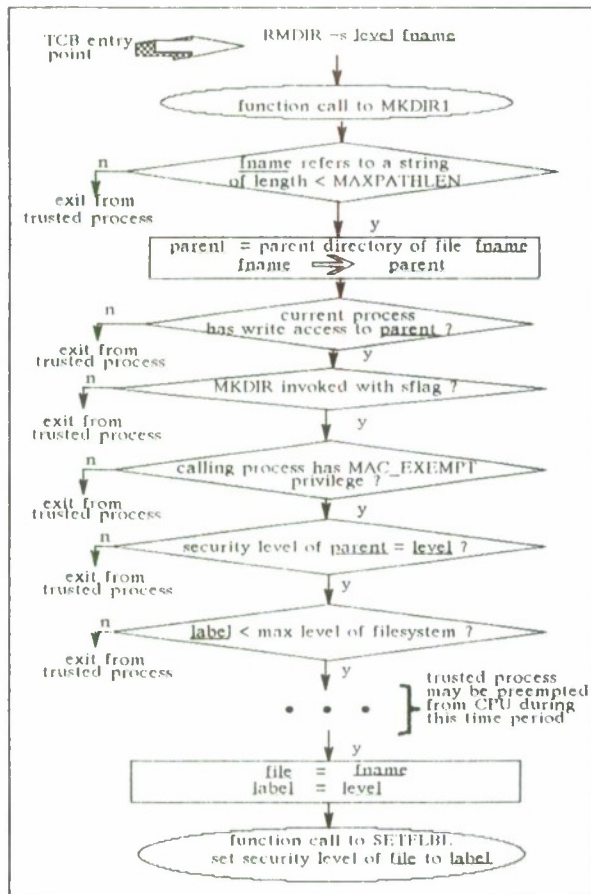 TCB entry
point
RMDIR -s level fname
function call to MKDIR1
fname refers to a string
of length < MAXPATHLEN
n
exit from
trusted process
y
parent = parent directory of file fname
fname parent
current process
has write access to parent ?
n
exit from
trusted process
y
MKDIR invoked with sflag ?
n
exit from
trusted process
y
calling process has MAC_EXEMPT
privilege ?
n
exit from
trusted process
y
security level of parent = level ?
n
exit from
trusted process
y
label < max level of filesystem ?
n
exit from
trusted process
y
• • •
trusted process
may be preempted
from CPU during
this time period
y
file = fname
label = level
function call to SETFLBL
set security level of file to label